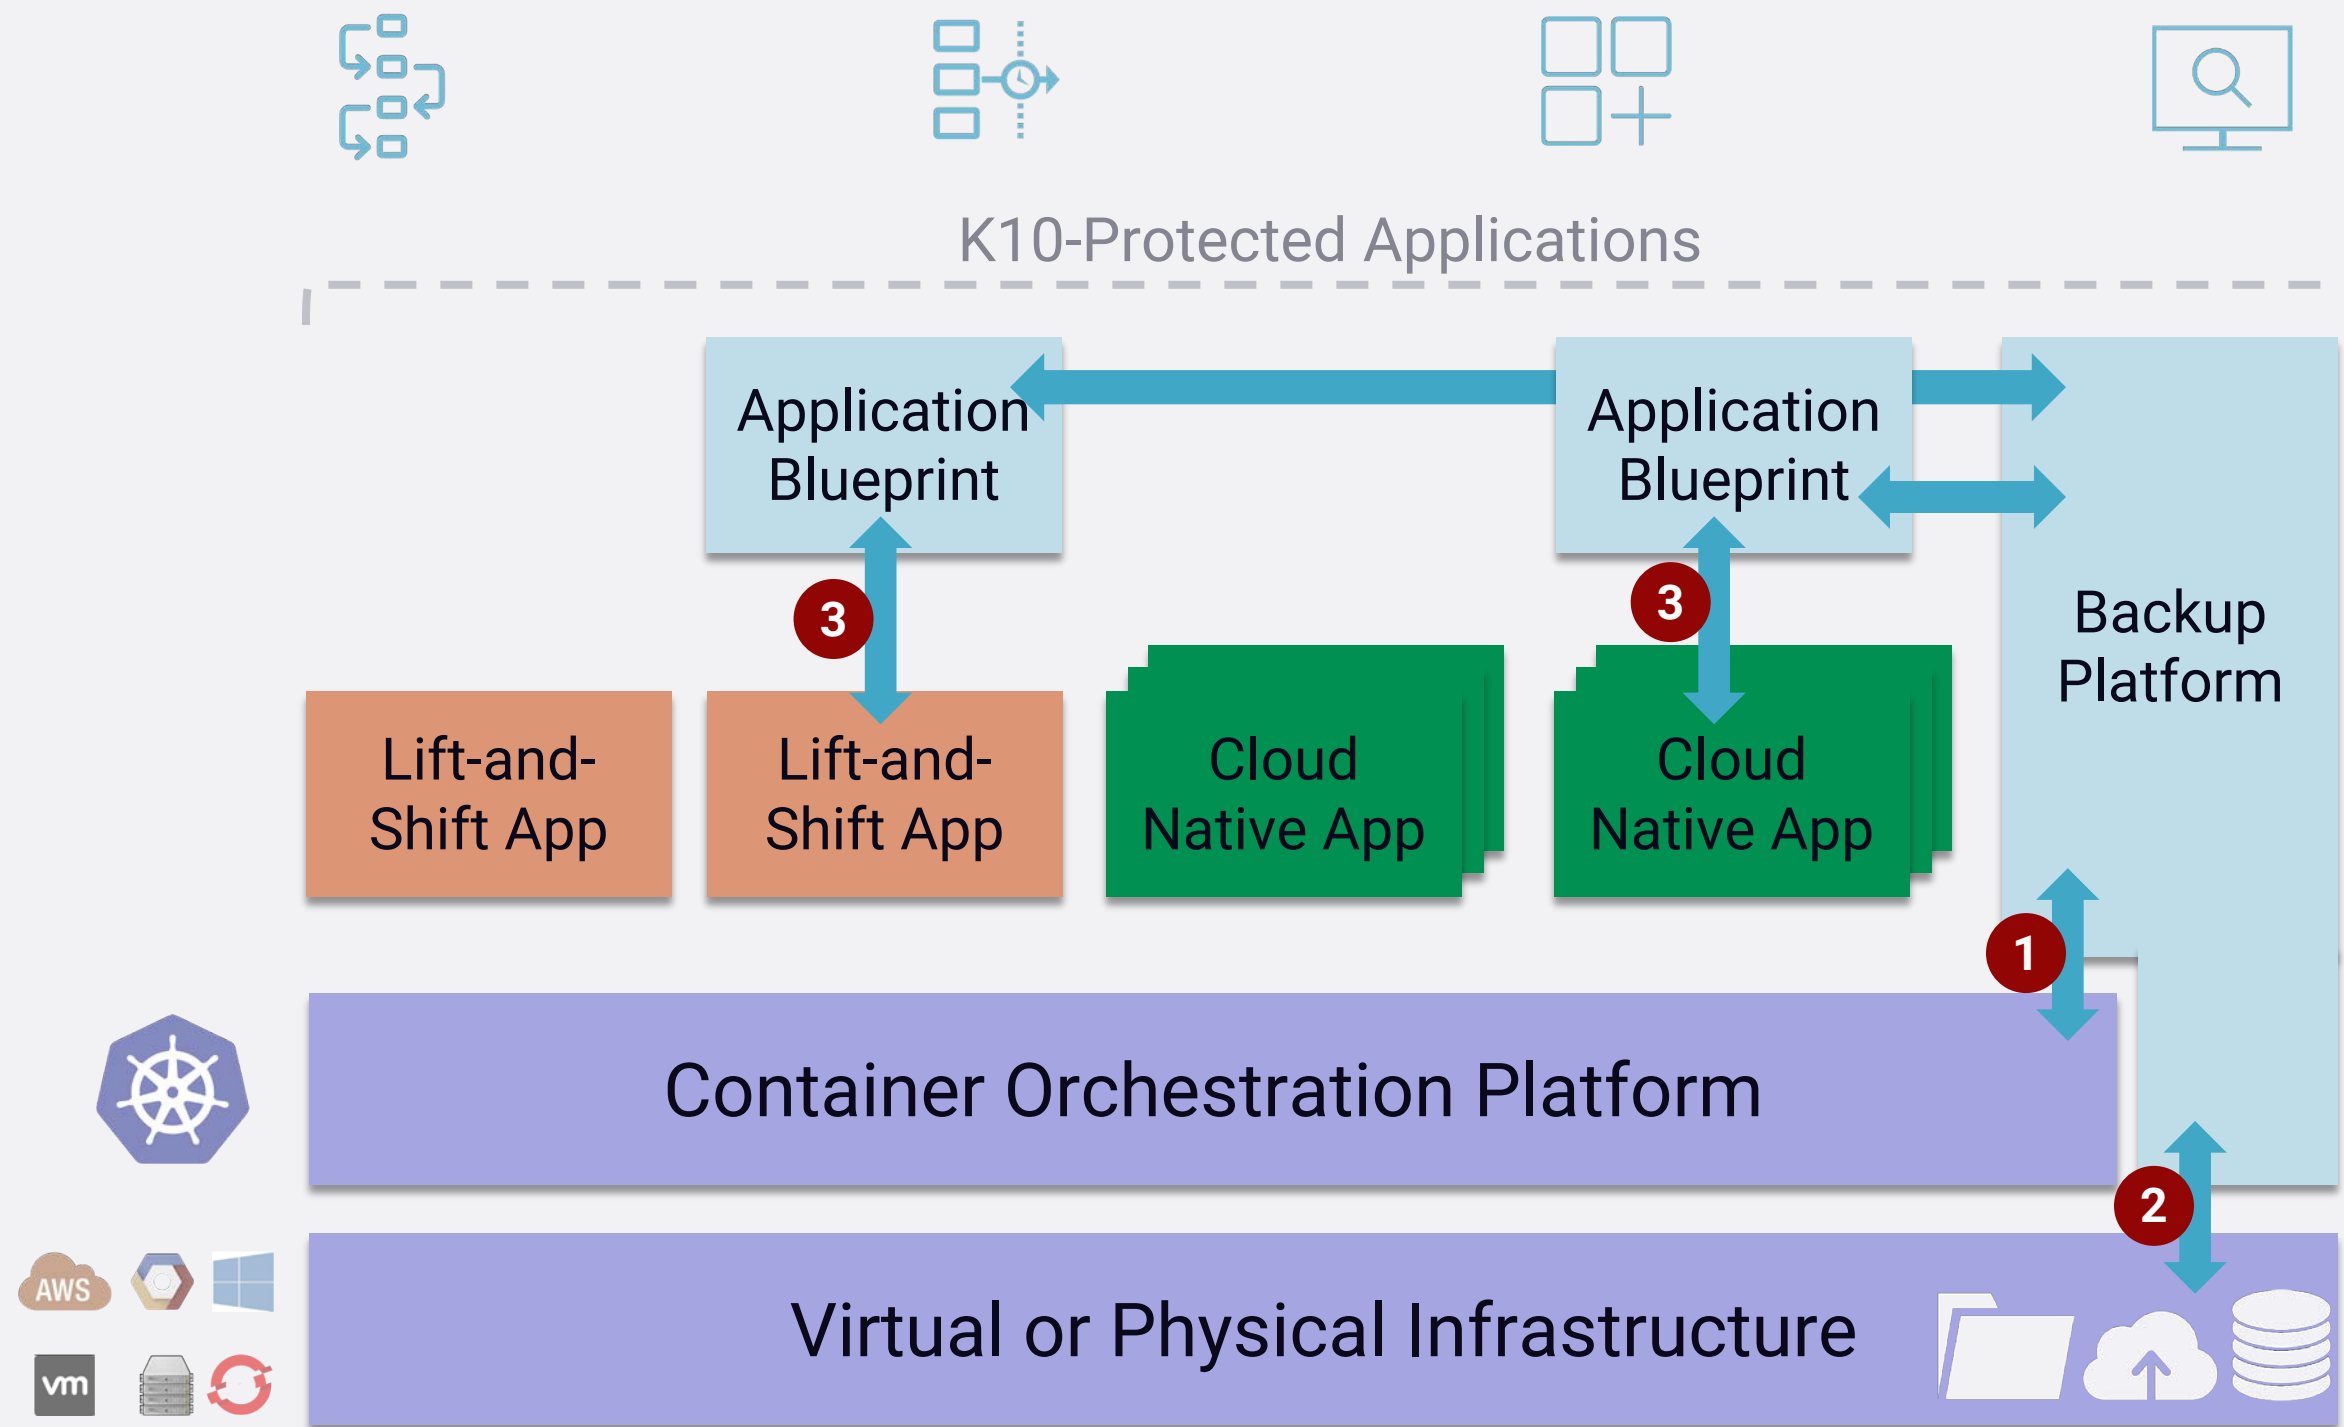 K10-Protected Applications
Application
Blueprint
Application
Blueprint
3
3
Backup
Platform
Lift-and-
Shift App
Lift-and-
Shift App
Cloud
Native App
Cloud
Native App
1
Container Orchestration Platform
2
AWS
Virtual or Physical Infrastructure
vm